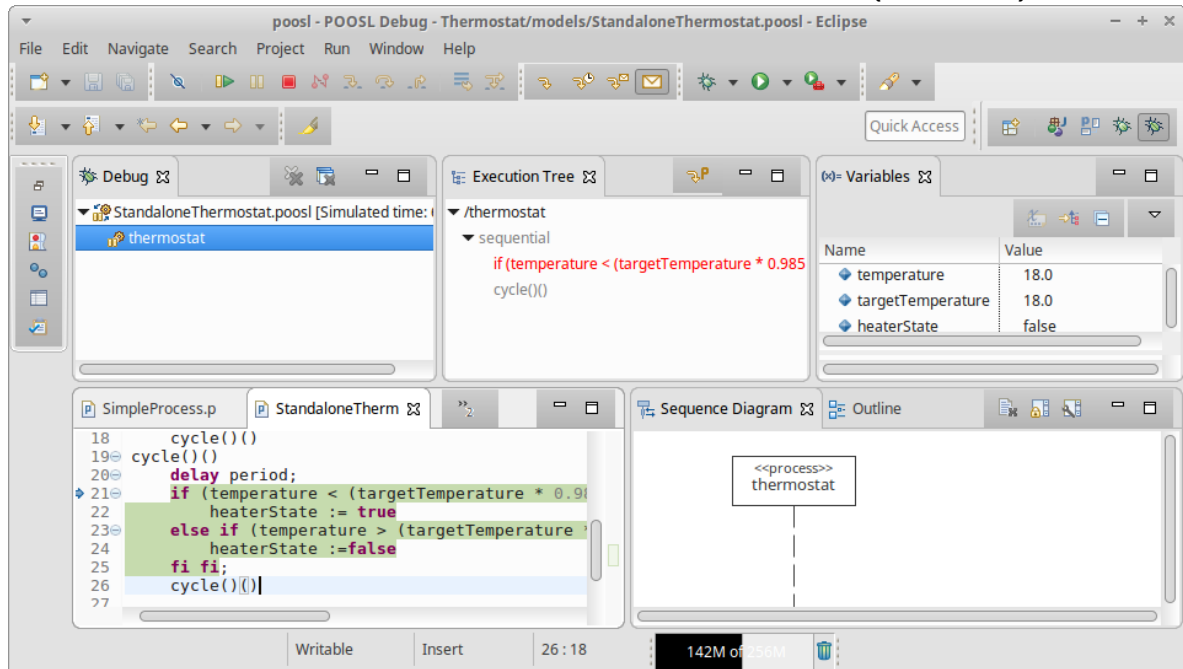 poosl - POOSL Debug - Thermostat/models/StandaloneThermostat.poosl - Eclipse
File Edit Navigate Search Project Run Window Help
Quick Access
Debug
StandaloneThermostat.poosl [Simulated time:
thermostat
Execution Tree
/thermostat
sequential
if (temperature < (targetTemperature * 0.985
cycle()()
(x)= Variables
Name Value
temperature 18.0
targetTemperature 18.0
heaterState false
SimpleProcess.p
StandaloneTherm
»2
18 cycle()()
19 cycle()()
20 delay period;
21 if (temperature < (targetTemperature * 0.98
22 heaterState := true
23 else if (temperature > (targetTemperature *
24 heaterState :=false
25 fi fi;
26 cycle()()
27
Sequence Diagram
Outline
<<process>>
thermostat
Writable Insert 26 : 18 142M of 256M